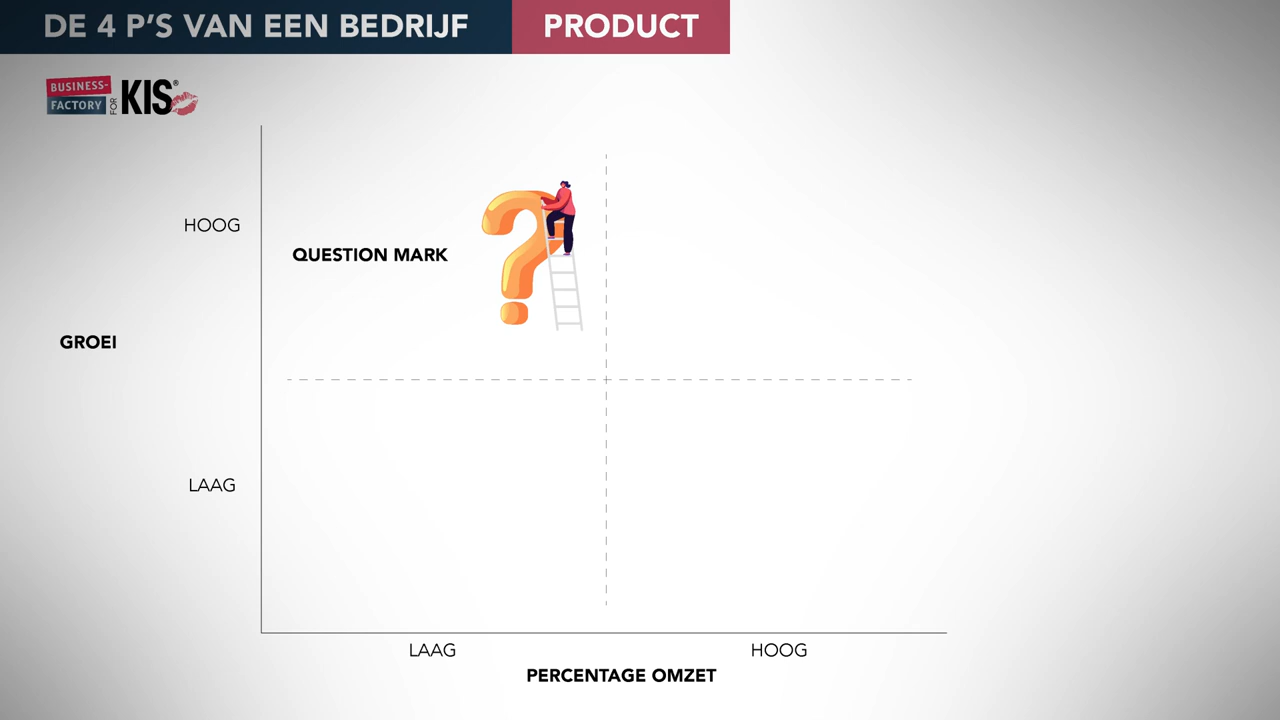 DE 4 P'S VAN EEN BEDRIJF
PRODUCT
BUSINESS-
FACTORY
FOR
KIS®
HOOG
QUESTION MARK
GROEI
LAAG
LAAG
HOOG
PERCENTAGE OMZET